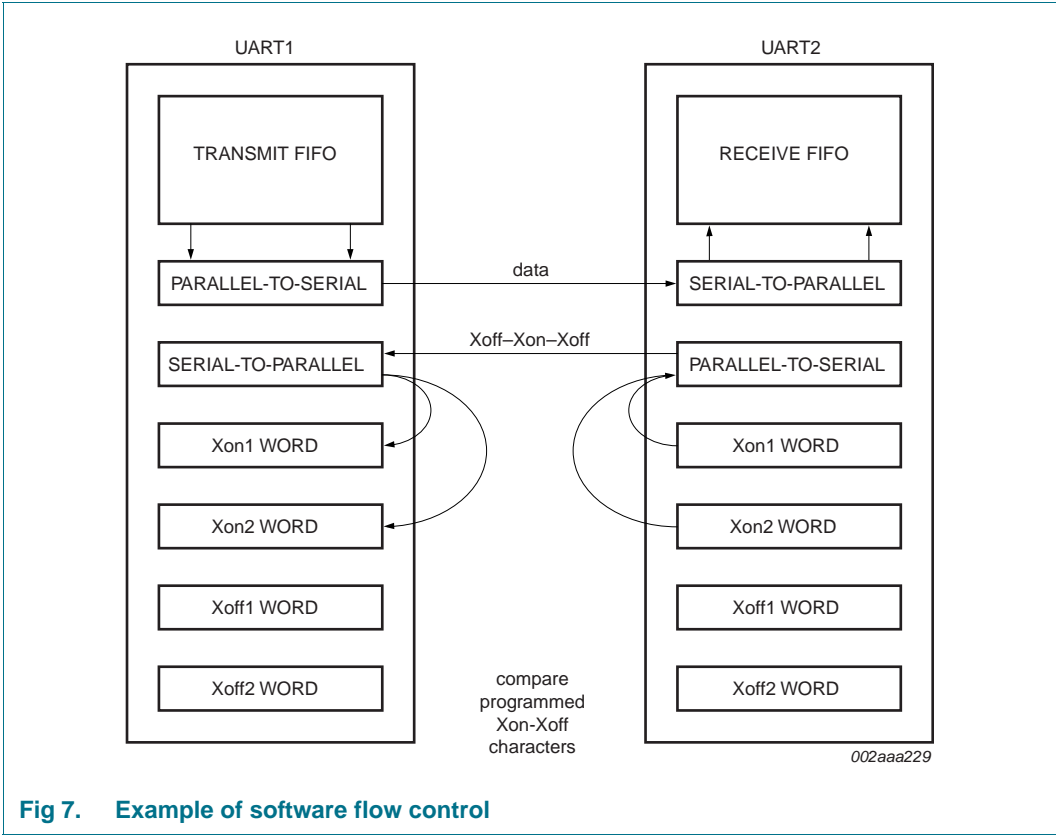 UART1
UART2
TRANSMIT FIFO
RECEIVE FIFO
PARALLEL-TO-SERIAL
data
SERIAL-TO-PARALLEL
Xoff–Xon–Xoff
SERIAL-TO-PARALLEL
PARALLEL-TO-SERIAL
Xon1 WORD
Xon1 WORD
Xon2 WORD
Xon2 WORD
Xoff1 WORD
Xoff1 WORD
Xoff2 WORD
Xoff2 WORD
compare
programmed
Xon-Xoff
characters
002aaa229
Fig 7. Example of software flow control